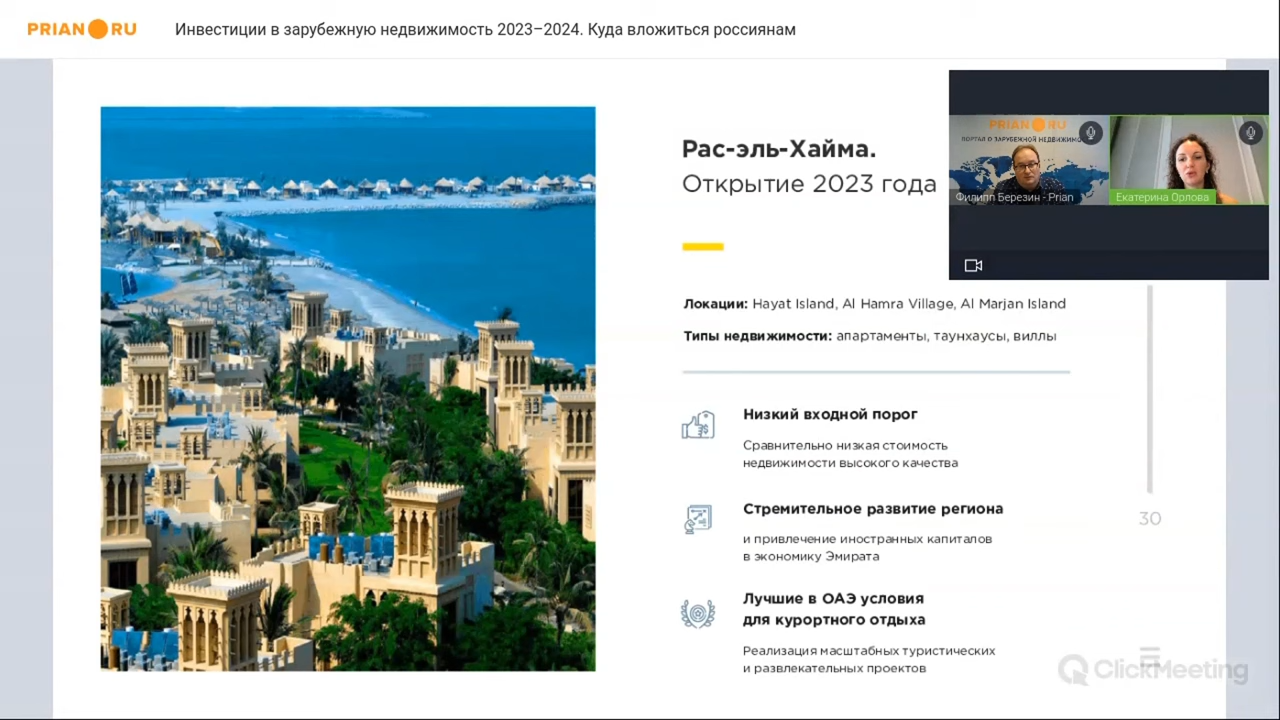 PRIAN RU
Инвестиции в зарубежную недвижимость 2023–2024. Куда вложиться россиянам
PRIAN RU
ПОРТАЛ О ЗАРУБЕЖНОЙ НЕДВИЖИМО
Филипп Березин - Prian
Екатерина Орлова
Рас-эль-Хайма.
Открытие 2023 года
Локации: Hayat Island, Al Hamra Village, Al Marjan Island
Типы недвижимости: апартаменты, таунхаусы, виллы
Низкий входной порог
Сравнительно низкая стоимость
недвижимости высокого качества
Стремительное развитие региона
и привлечение иностранных капиталов
в экономику Эмирата
Лучшие в ОАЭ условия
для курортного отдыха
Реализация масштабных туристических
и развлекательных проектов
30
ClickMeeting